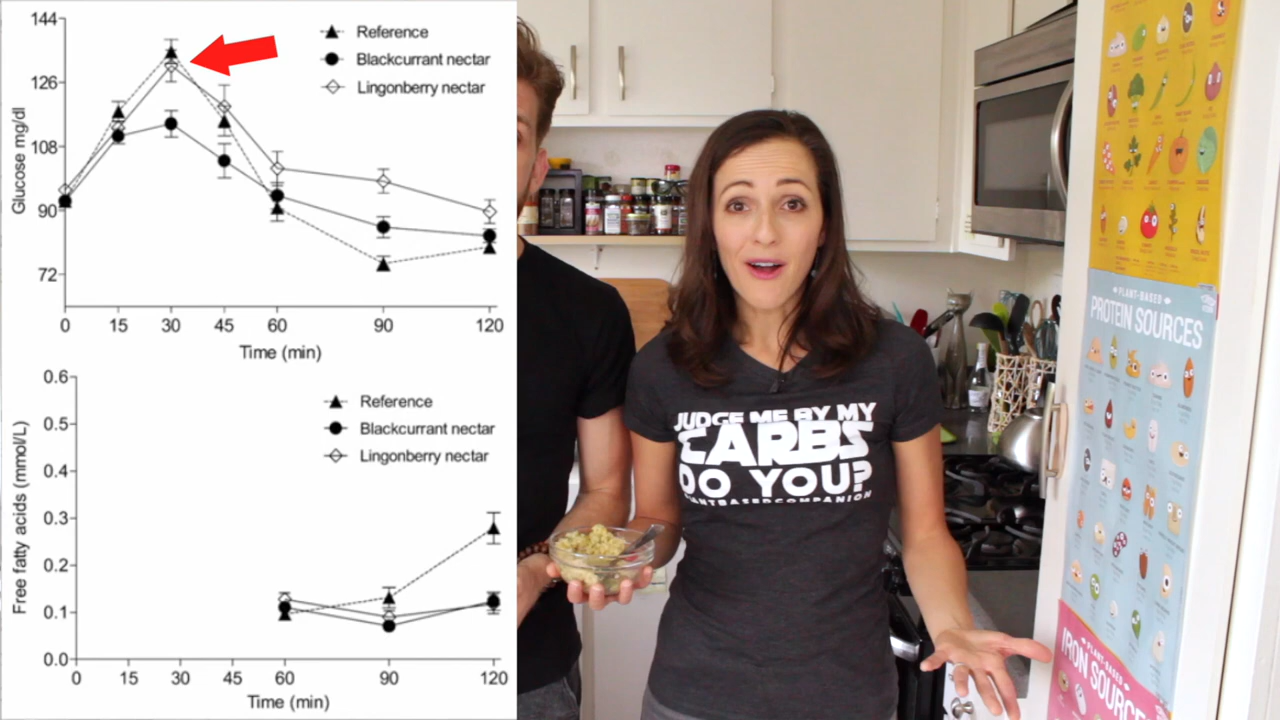 144
126
108
90
72
Glucose mg/dl
0 15 30 45 60 90 120
Time (min)
Reference
Blackcurrant nectar
Lingonberry nectar
0.6
0.5
0.4
0.3
0.2
0.1
0.0
Free fatty acids (mmol/L)
0 15 30 45 60 90 120
Time (min)
Reference
Blackcurrant nectar
Lingonberry nectar
JUDGE ME BY MY
CARBS
DO YOU?
PLANT-BASED
PROTEIN SOURCES
PLANT-BASED
IRON SOURCE